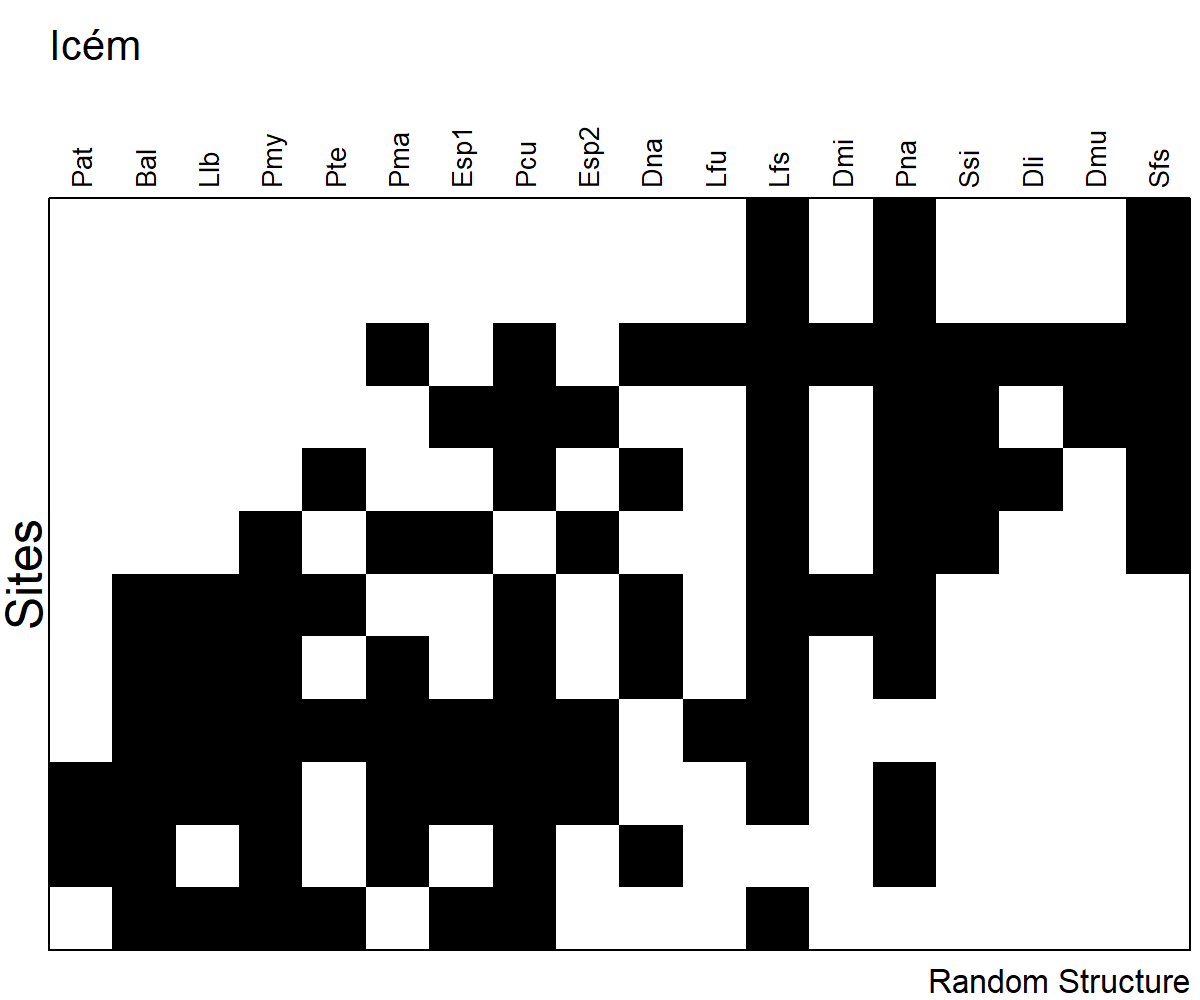 Icém
Pat Bal Llb Pmy Pte Pma Esp1 Pcu Esp2 Dna Lfu Lfs Dmi Pna Ssi Dli Dmu Sfs
Sites
Random Structure